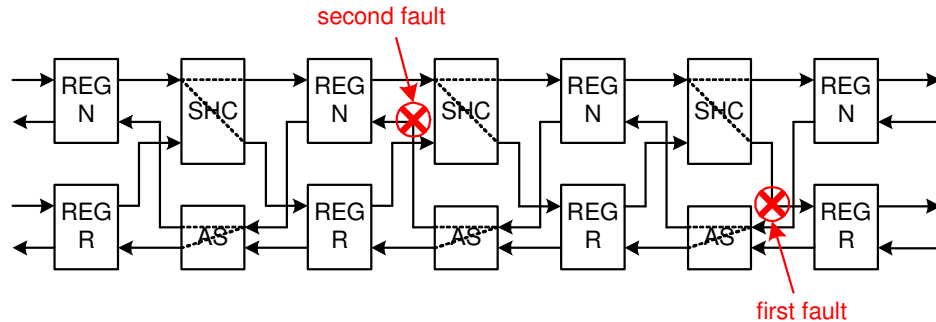 second fault
REG
N
SHC
REG
N
SHC
REG
N
SHC
REG
N
REG
R
AS
REG
R
AS
REG
R
AS
REG
R
first fault